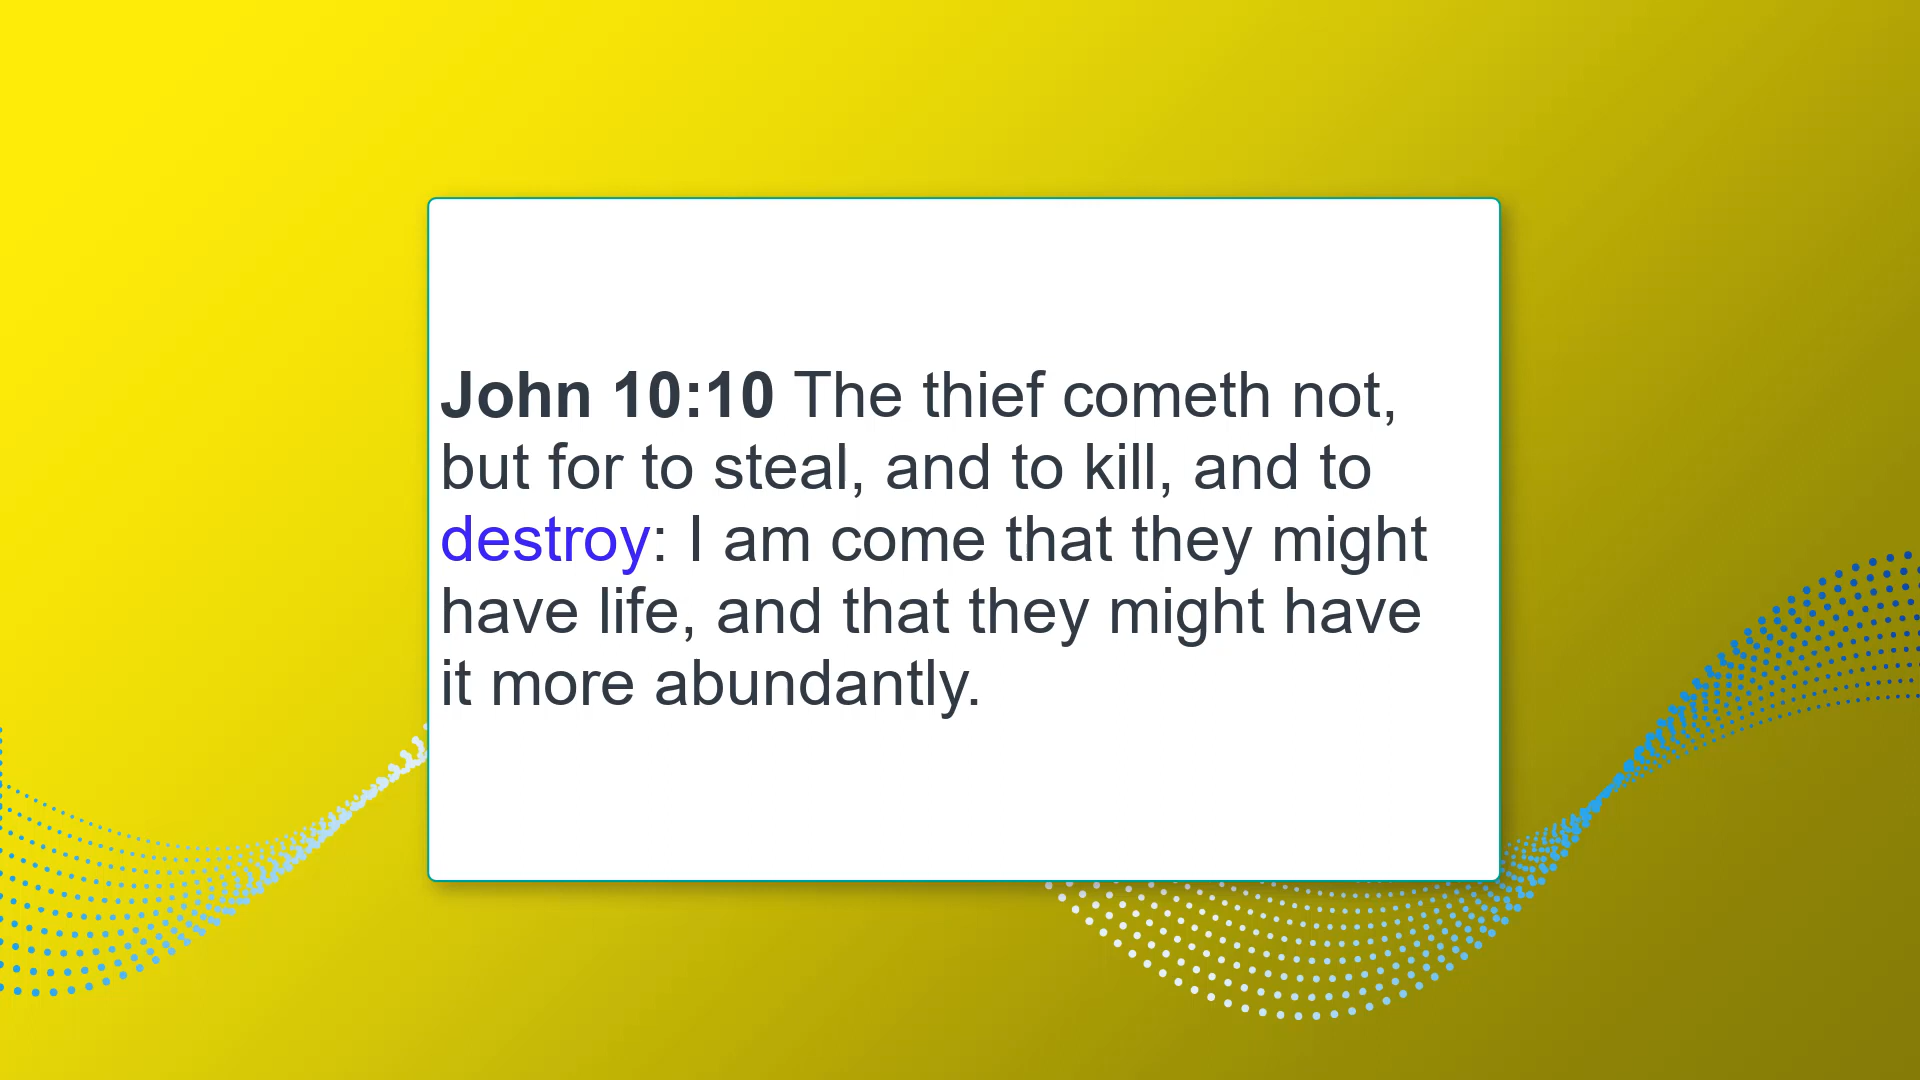 John 10:10 The thief cometh not,
but for to steal, and to kill, and to
destroy: I am come that they might
have life, and that they might have
it more abundantly.